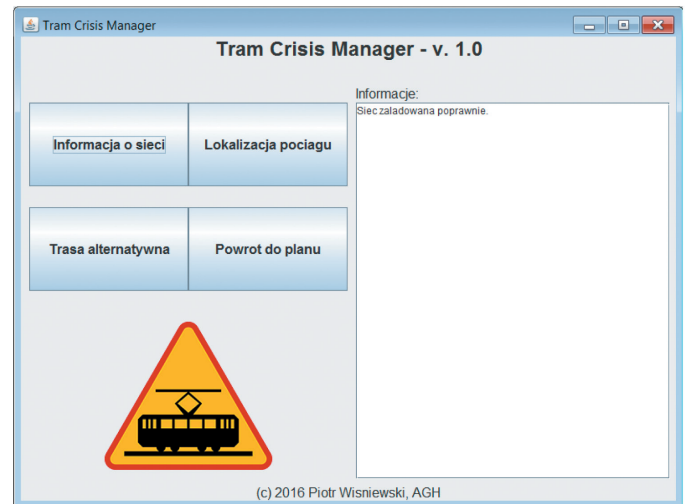 Tram Crisis Manager
Tram Crisis Manager - v. 1.0
Informacja o sieci
Lokalizacja pociagu
Trasa alternatywna
Powrot do planu
Informacje:
Siec zaladowana poprawnie.
(c) 2016 Piotr Wisniewski, AGH